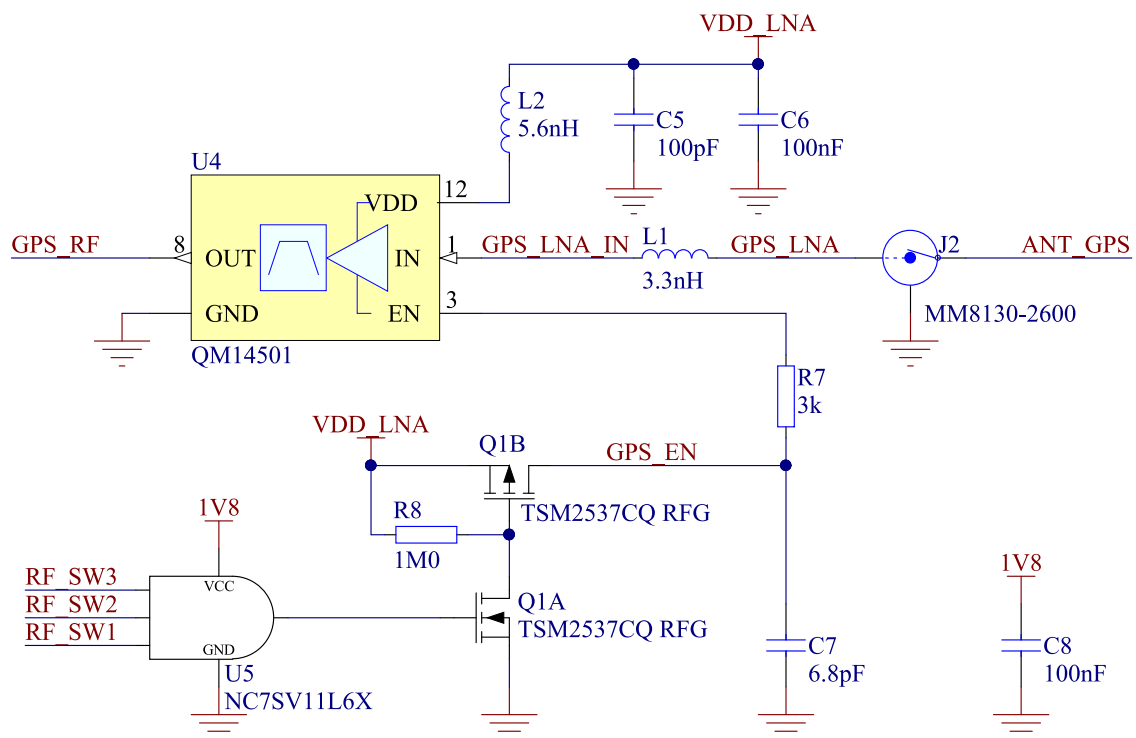 VDD_LNA
L2
5.6nH
C5
100pF
C6
100nF
U4
12
VDD
GPS_RF
8
OUT
IN
1
GPS_LNA_IN
L1
3.3nH
GPS_LNA
J2
ANT_GPS
GND
EN
3
MM8130-2600
QM14501
R7
3k
VDD_LNA
Q1B
GPS_EN
TSM2537CQ RFG
R8
1M0
1V8
VCC
RF_SW3
RF_SW2
RF_SW1
GND
U5
NC7SV11L6X
Q1A
TSM2537CQ RFG
C7
6.8pF
1V8
C8
100nF